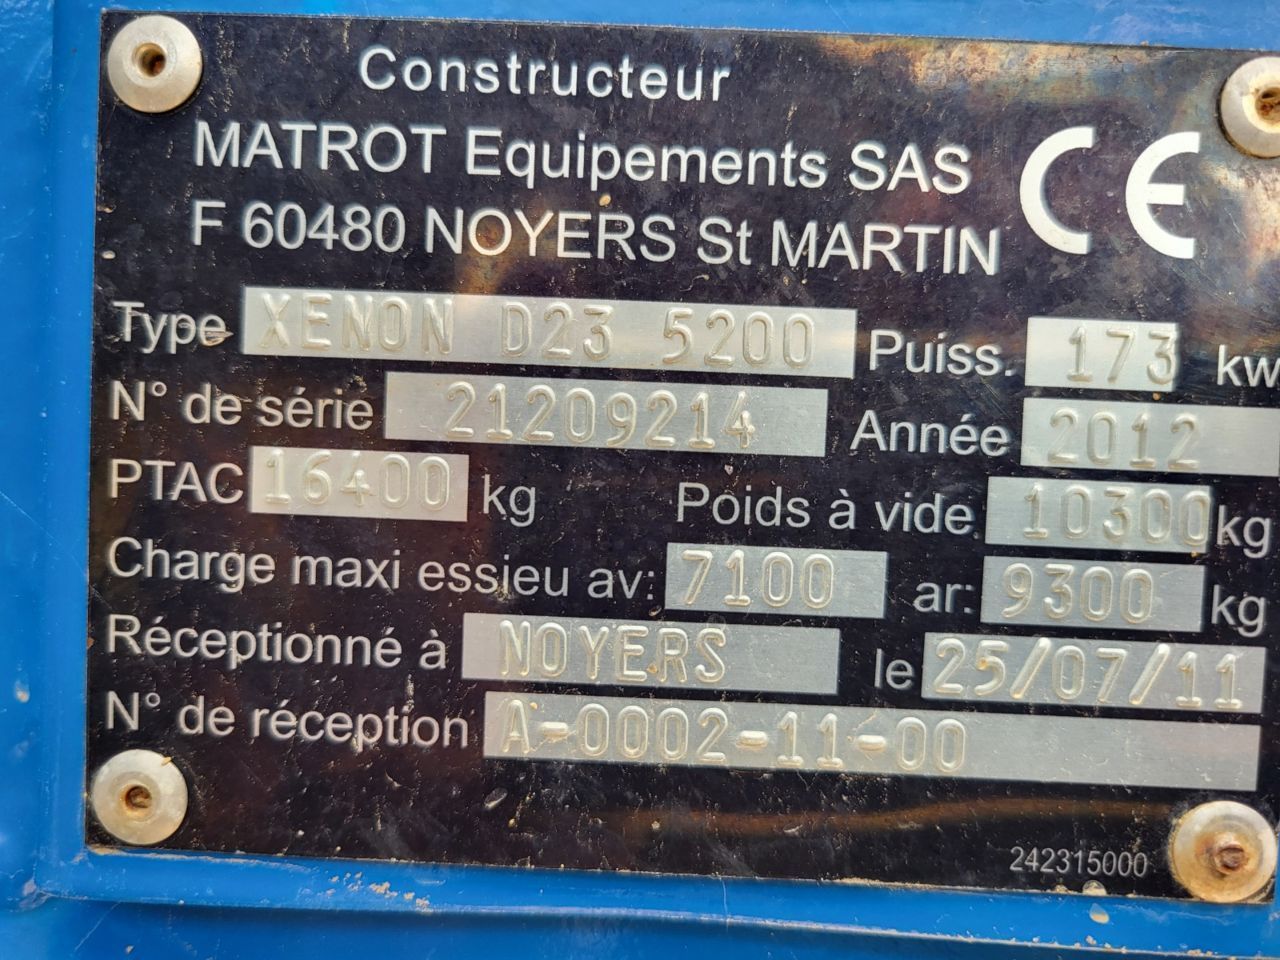 Constructeur
MATROT Equipements SAS CE
F 60480 NOYERS St MARTIN
Type XENON D23 5200 Puiss. 173 kw
N° de série 21209214 Année 2012
PTAC 16400 kg Poids à vide 10300 kg
Charge maxi essieu av: 7100 ar: 9300 kg
Réceptionné à NOYERS le 25/07/11
N° de réception A-0002-11-00
242315000